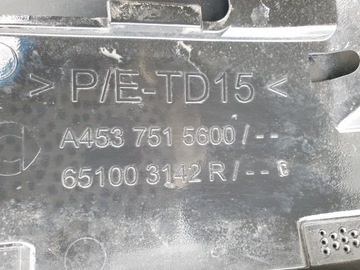 > P/E-TD15 <
A453 751 5600 / --
65100 3142 R / --